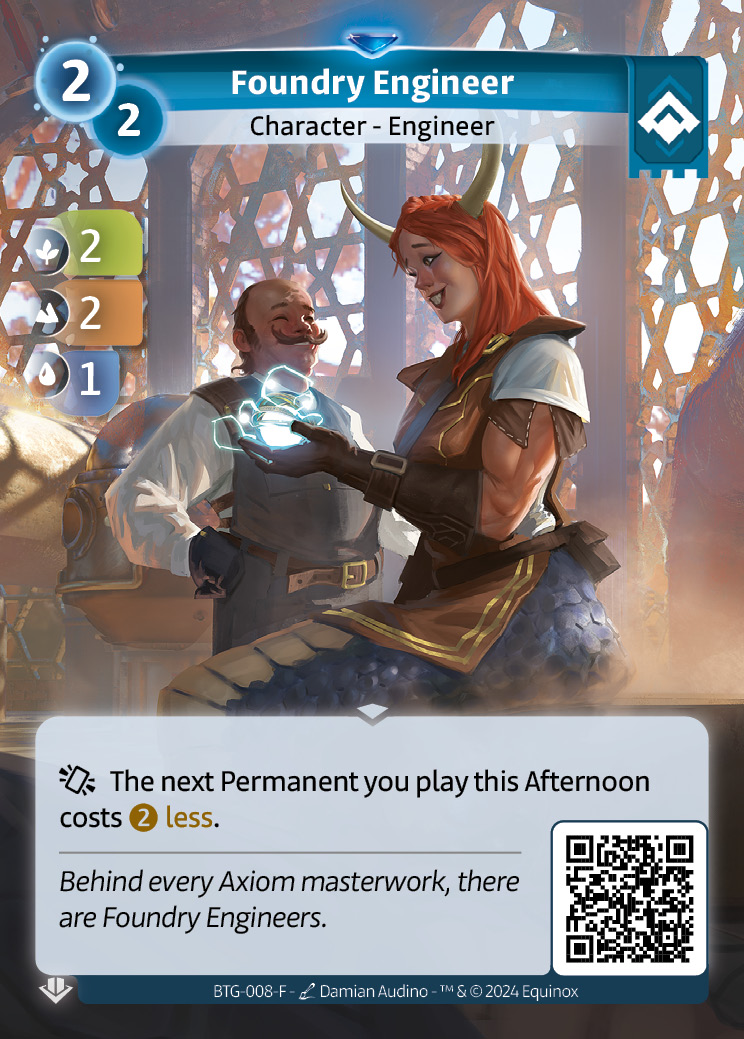 2
Foundry Engineer
2
Character - Engineer
2
2
1
The next Permanent you play this Afternoon
costs 2 less.
Behind every Axiom masterwork, there
are Foundry Engineers.
BTG-008-F - Damian Audino - ™ & © 2024 Equinox